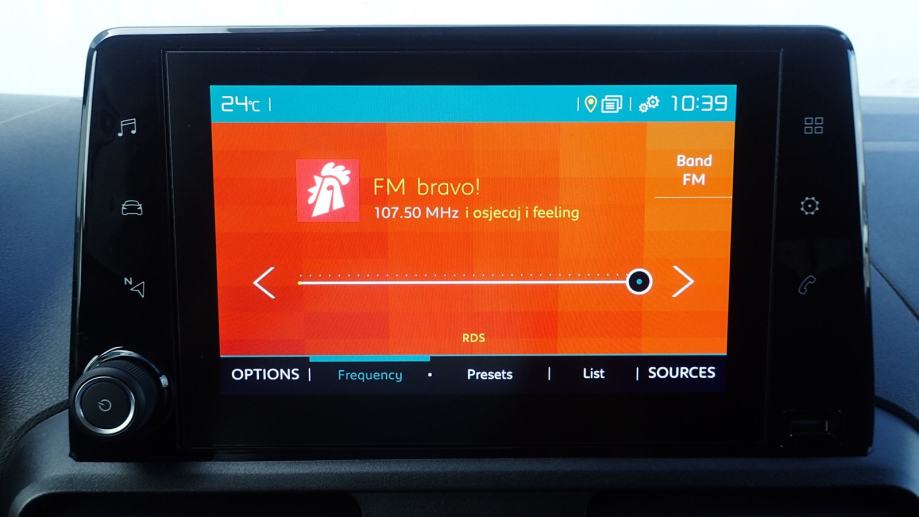 24°C
10:39
Band
FM
FM bravo!
107.50 MHz i osjecaj i feeling
RDS
OPTIONS | Frequency • Presets | List | SOURCES
N